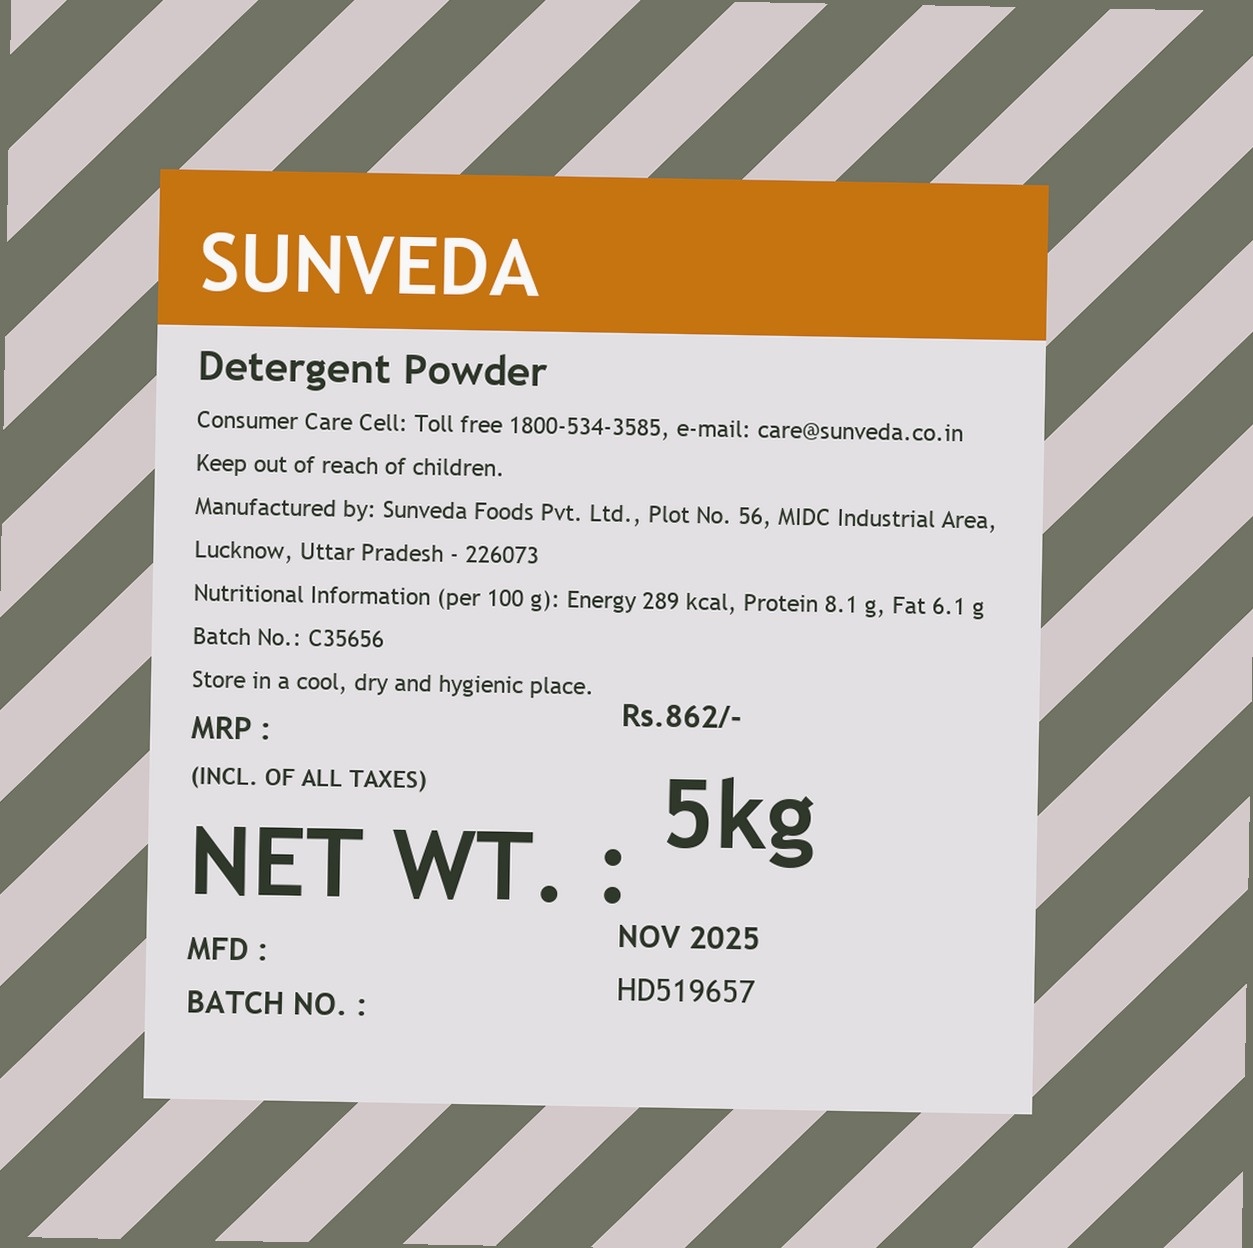 SUNVEDA
Detergent Powder
Consumer Care Cell: Toll free 1800-534-3585, e-mail: care@sunveda.co.in
Keep out of reach of children.
Manufactured by: Sunveda Foods Pvt. Ltd., Plot No. 56, MIDC Industrial Area,
Lucknow, Uttar Pradesh - 226073
Nutritional Information (per 100 g): Energy 289 kcal, Protein 8.1 g, Fat 6.1 g
Batch No.: C35656
Store in a cool, dry and hygienic place.
MRP : Rs.862/-
(INCL. OF ALL TAXES)
NET WT. : 5kg
MFD : NOV 2025
BATCH NO. : HD519657